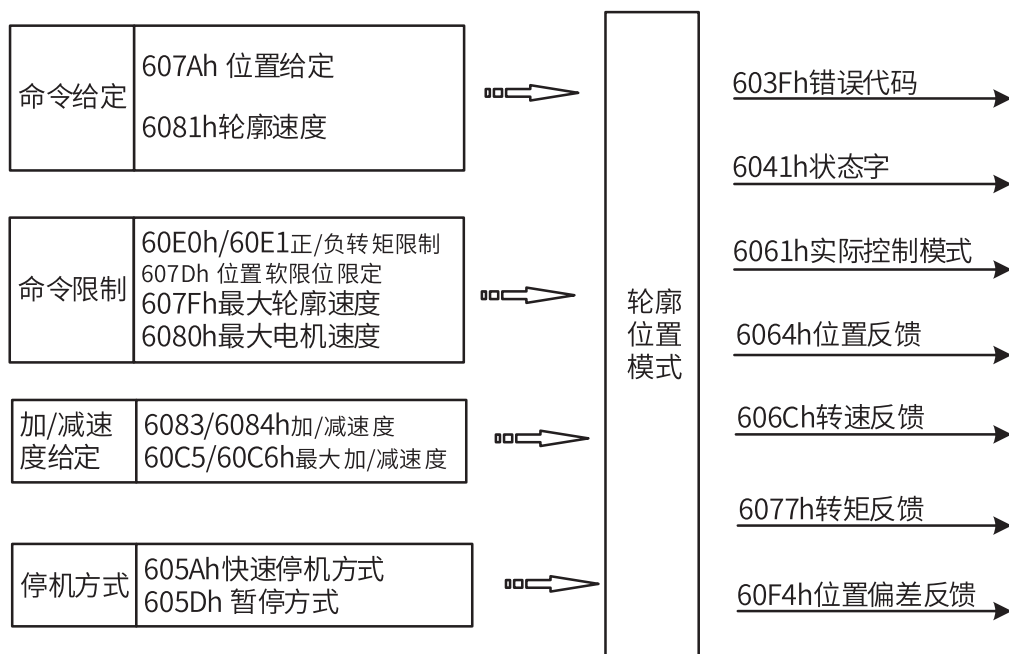 命令给定
607Ah 位置给定
6081h轮廓速度
命令限制
60E0h/60E1正/负转矩限制
607Dh 位置软限位限定
607Fh最大轮廓速度
6080h最大电机速度
加/减速
度给定
6083/6084h加/减速度
60C5/60C6h最大加/减速度
停机方式
605Ah快速停机方式
605Dh 暂停方式
轮廓
位置
模式
603Fh错误代码
6041h状态字
6061h实际控制模式
6064h位置反馈
606Ch转速反馈
6077h转矩反馈
60F4h位置偏差反馈